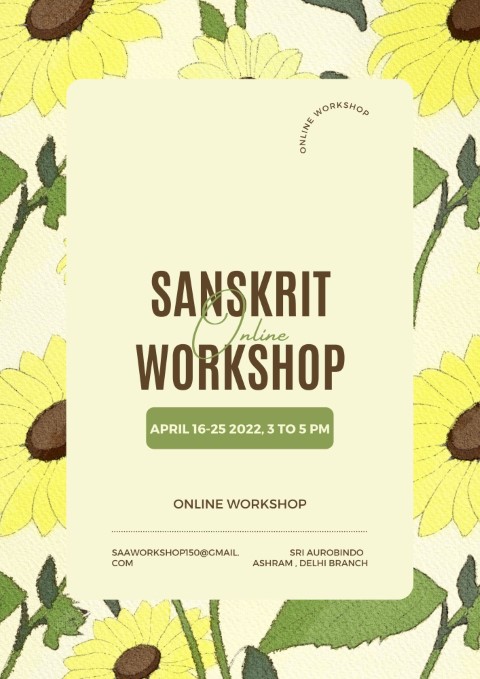 ONLINE WORKSHOP
SANSKRIT
Online
WORKSHOP
APRIL 16-25 2022, 3 TO 5 PM
ONLINE WORKSHOP
SAAWORKSHOP150@GMAIL.
COM
SRI AUROBINDO
ASHRAM , DELHI BRANCH